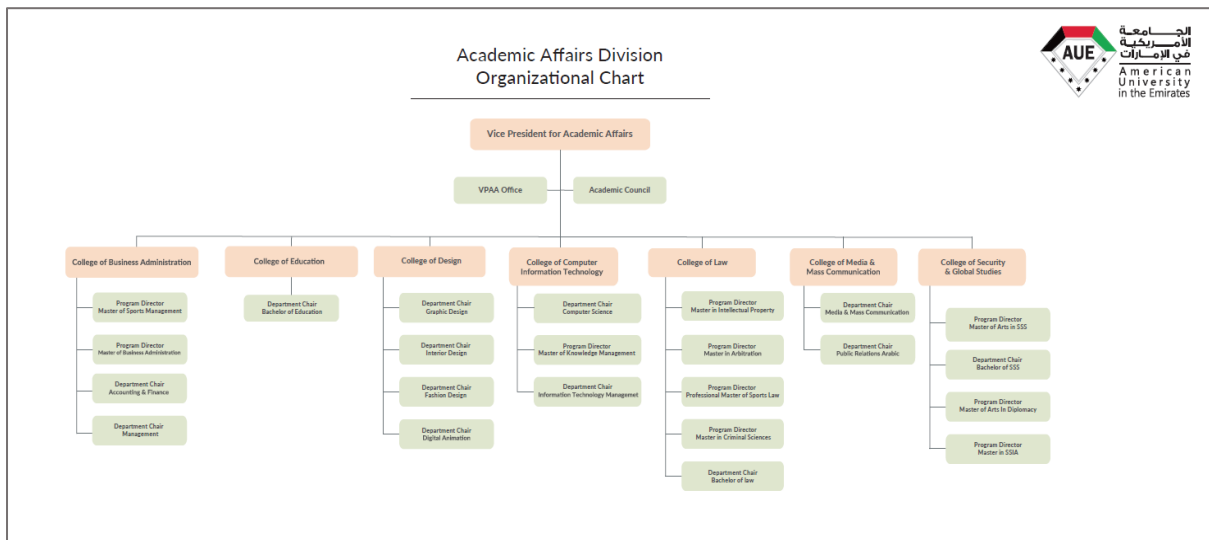 Academic Affairs Division
Organizational Chart
AUE
الجـــامعة
الأمـــريكية
في الإمارات
American
University
in the Emirates
Vice President for Academic Affairs
VPAA Office
Academic Council
College of Business Administration
Program Director
Master of Sports Management
Program Director
Master of Business Administration
Department Chair
Accounting & Finance
Department Chair
Management
College of Education
Department Chair
Bachelor of Education
College of Design
Department Chair
Graphic Design
Department Chair
Interior Design
Department Chair
Fashion Design
Department Chair
Digital Animation
College of Computer
Information Technology
Department Chair
Computer Science
Program Director
Master of Knowledge Management
Department Chair
Information Technology Managemet
College of Law
Program Director
Master in Intellectual Property
Program Director
Master in Arbitration
Program Director
Professional Master of Sports Law
Program Director
Master in Criminal Sciences
Department Chair
Bachelor of law
College of Media &
Mass Communication
Department Chair
Media & Mass Communication
Department Chair
Public Relations Arabic
College of Security
& Global Studies
Program Director
Master of Arts in SSS
Department Chair
Bachelor of SSS
Program Director
Master of Arts In Diplomacy
Program Director
Master in SSIA